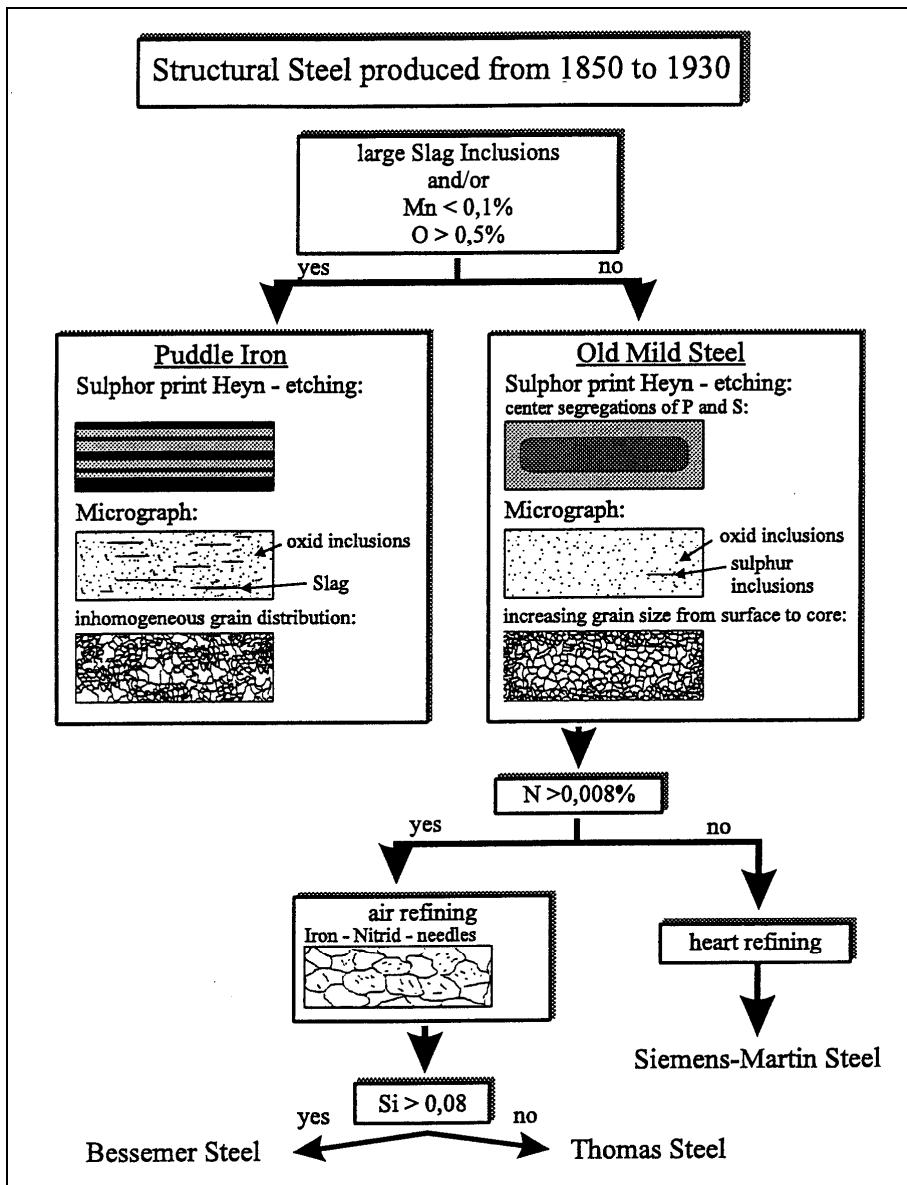 Structural Steel produced from 1850 to 1930
large Slag Inclusions
and/or
Mn < 0,1%
O > 0,5%
yes
no
Puddle Iron
Sulphor print Heyn - etching:
Micrograph:
oxid inclusions
Slag
inhomogeneous grain distribution:
Old Mild Steel
Sulphor print Heyn - etching:
center segregations of P and S:
Micrograph:
oxid inclusions
sulphur
inclusions
increasing grain size from surface to core:
N >0,008%
yes
no
air refining
Iron - Nitrid - needles
heart refining
Siemens-Martin Steel
Si > 0,08
yes
no
Bessemer Steel
Thomas Steel